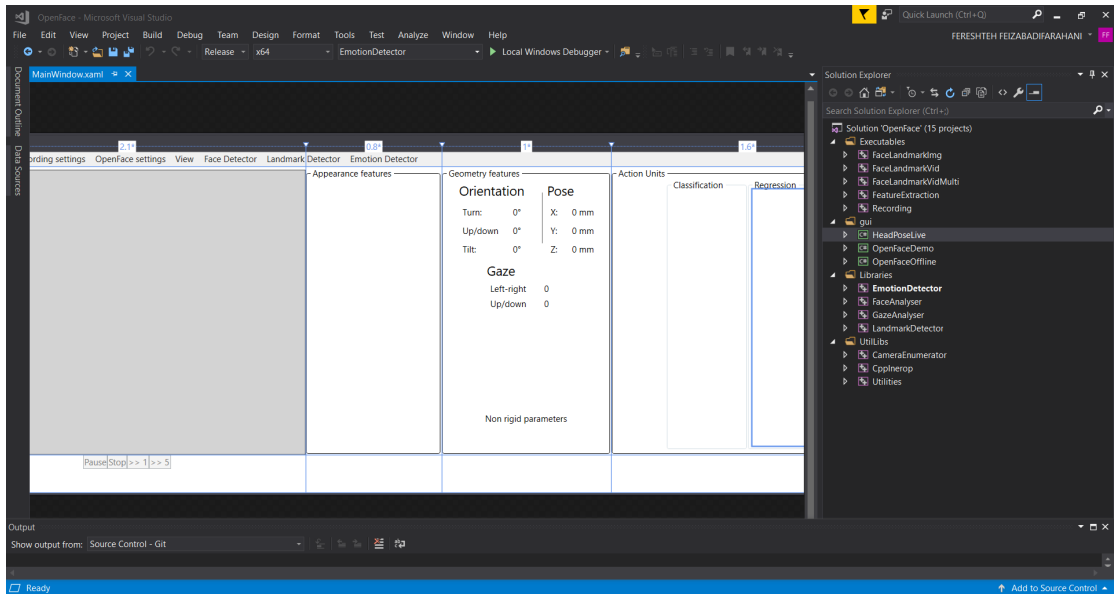 OpenFace - Microsoft Visual Studio
Quick Launch (Ctrl+Q)
File Edit View Project Build Debug Team Design Format Tools Test Analyze Window Help
FERESHTEH FEIZABADIFARAHANI FF
Release x64 EmotionDetector Local Windows Debugger
Document Outline
Data Sources
MainWindow.xaml
2.1* 0.8* 1* 1.6*
ording settings OpenFace settings View Face Detector Landmark Detector Emotion Detector
Appearance features
Geometry features
Orientation Pose
Turn: 0° X: 0 mm
Up/down 0° Y: 0 mm
Tilt: 0° Z: 0 mm
Gaze
Left-right 0
Up/down 0
Non rigid parameters
Action Units
Classification Regression
Pause Stop >> 1 >> 5
Solution Explorer
Search Solution Explorer (Ctrl+;)
Solution 'OpenFace' (15 projects)
Executables
FaceLandmarkImg
FaceLandmarkVid
FaceLandmarkVidMulti
FeatureExtraction
Recording
gui
HeadPoseLive
OpenFaceDemo
OpenFaceOffline
Libraries
EmotionDetector
FaceAnalyser
GazeAnalyser
LandmarkDetector
UtilLibs
CameraEnumerator
CppInerop
Utilities
Output
Show output from: Source Control - Git
Ready
Add to Source Control